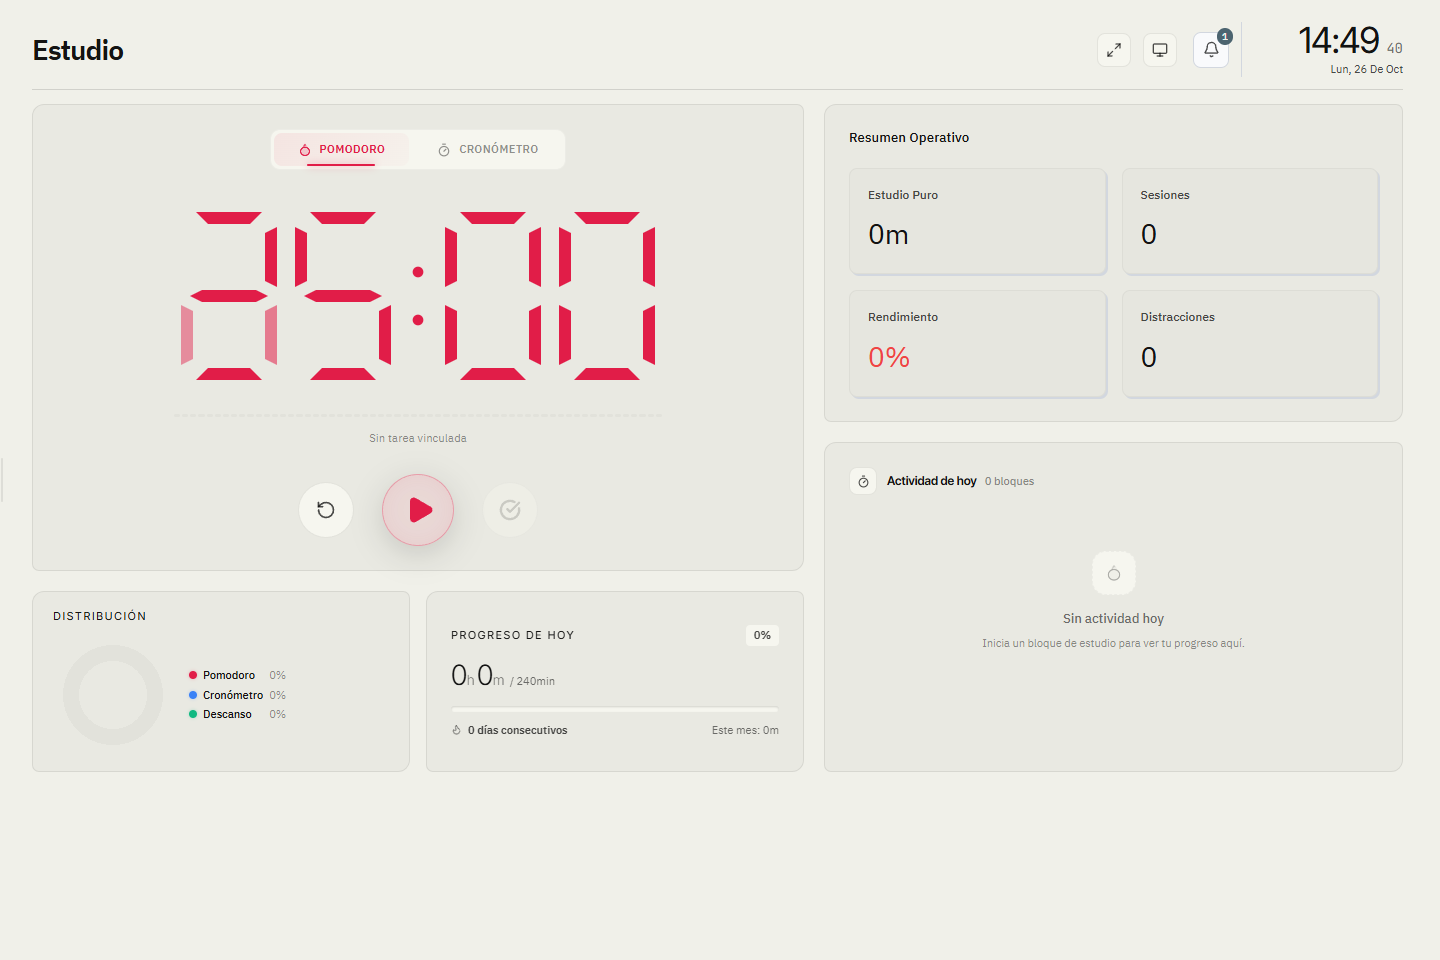 Estudio
1
14:49 40
Lun, 26 De Oct
POMODORO
CRONÓMETRO
25:00
Sin tarea vinculada
Resumen Operativo
Estudio Puro
0m
Sesiones
0
Rendimiento
0%
Distracciones
0
Actividad de hoy 0 bloques
Sin actividad hoy
Inicia un bloque de estudio para ver tu progreso aquí.
DISTRIBUCIÓN
Pomodoro 0%
Cronómetro 0%
Descanso 0%
PROGRESO DE HOY 0%
0h 0m / 240min
0 días consecutivos
Este mes: 0m